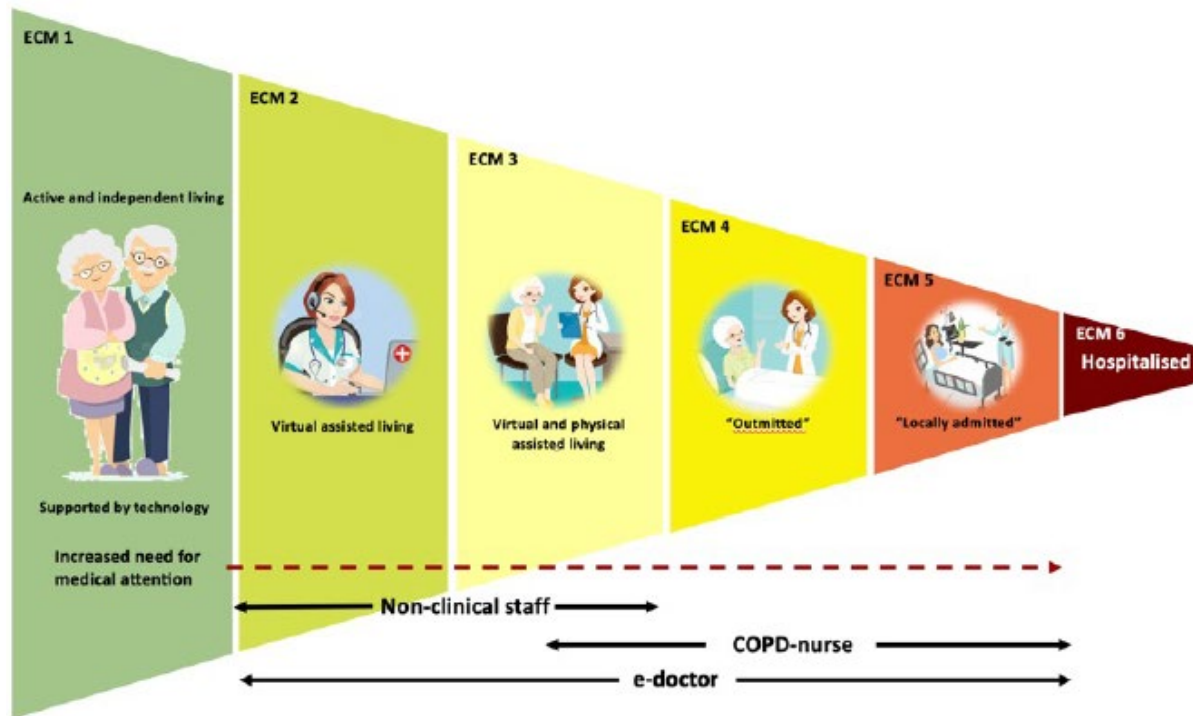 ECM 1
Active and independent living
Supported by technology
Increased need for
medical attention
ECM 2
Virtual assisted living
ECM 3
Virtual and physical
assisted living
ECM 4
“Outmitted”
ECM 5
“Locally admitted”
ECM 6
Hospitalised
Non-clinical staff
COPD-nurse
e-doctor